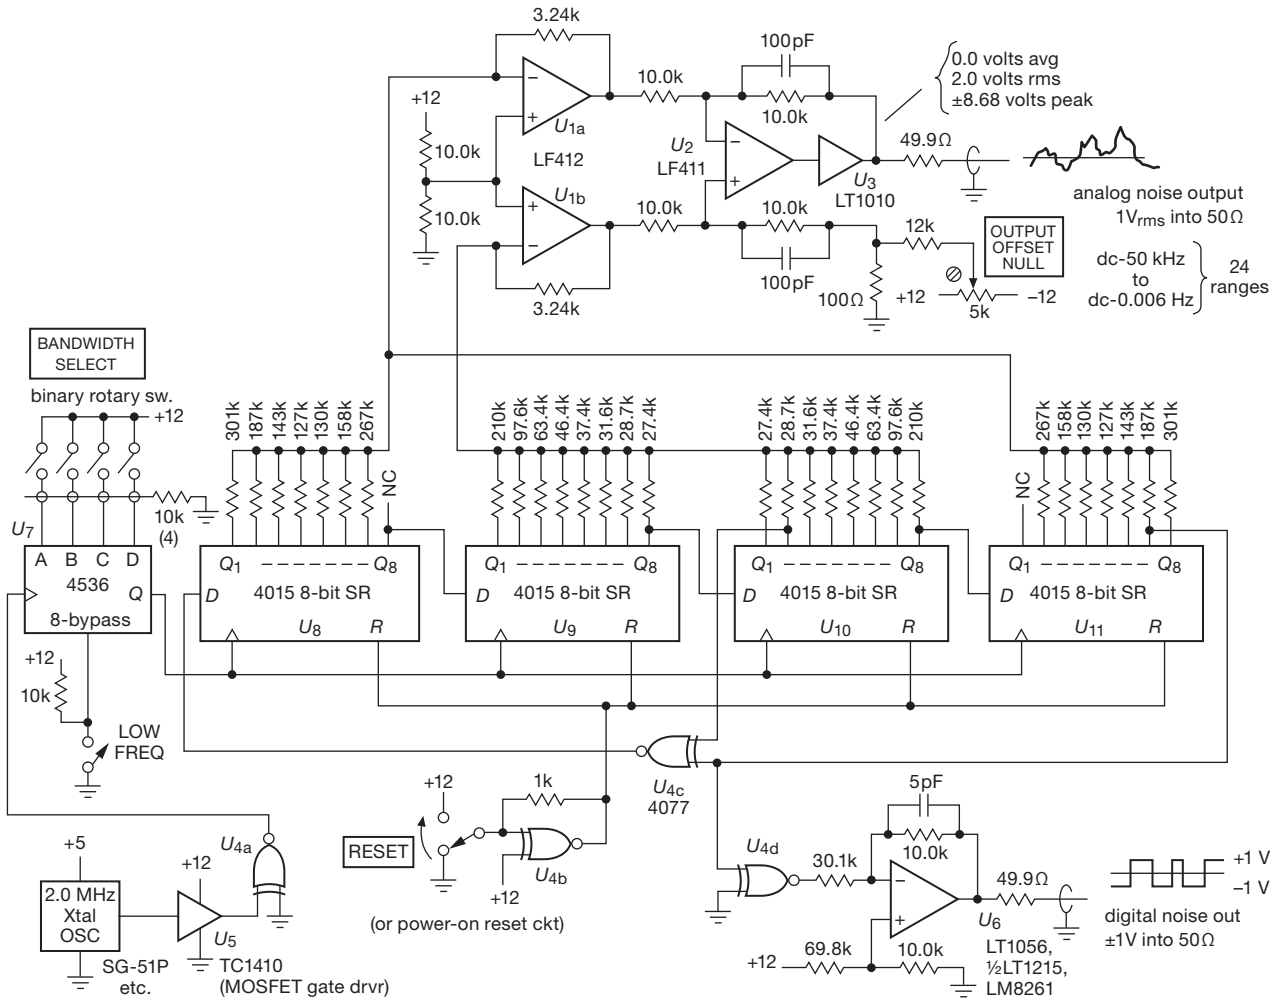 3.24k
100pF
10.0k
0.0 volts avg
2.0 volts rms
±8.68 volts peak
+12
−
+
U1a
10.0k
10.0k
LF412
U2
LF411
−
+
U3
LT1010
49.9Ω
analog noise output
1Vrms into 50Ω
10.0k
+
−
U1b
10.0k
10.0k
100pF
12k
OUTPUT
OFFSET
NULL
dc-50 kHz
to
dc-0.006 Hz
24
ranges
3.24k
100Ω
+12
5k
−12
BANDWIDTH
SELECT
binary rotary sw.
+12
301k
187k
143k
127k
130k
158k
267k
NC
210k
97.6k
63.4k
46.4k
37.4k
31.6k
28.7k
27.4k
27.4k
28.7k
31.6k
37.4k
46.4k
63.4k
97.6k
210k
NC
267k
158k
130k
127k
143k
187k
301k
10k
(4)
U7
A B C D
4536
Q
8-bypass
Q1 Q8
D 4015 8-bit SR
U8 R
Q1 Q8
D 4015 8-bit SR
U9 R
Q1 Q8
D 4015 8-bit SR
U10 R
Q1 Q8
D 4015 8-bit SR
U11 R
+12
10k
LOW
FREQ
U4c
4077
+12
1k
RESET
U4b
+12
(or power-on reset ckt)
+5
2.0 MHz
Xtal
OSC
SG-51P
etc.
+12
U4a
U5
TC1410
(MOSFET gate drvr)
U4d
30.1k
5pF
10.0k
−
+
49.9Ω
U6
LT1056,
½LT1215,
LM8261
+12
69.8k
10.0k
+1 V
−1 V
digital noise out
±1V into 50Ω